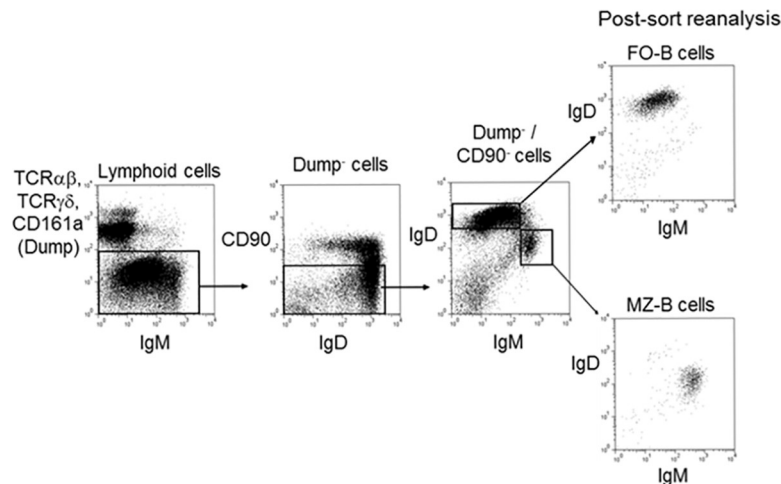 Post-sort reanalysis
FO-B cells
IgD
IgM
Dump⁻ /
CD90⁻ cells
IgD
IgM
Dump⁻ cells
CD90
IgD
Lymphoid cells
TCRαβ,
TCRγδ,
CD161a
(Dump)
IgM
MZ-B cells
IgD
IgM